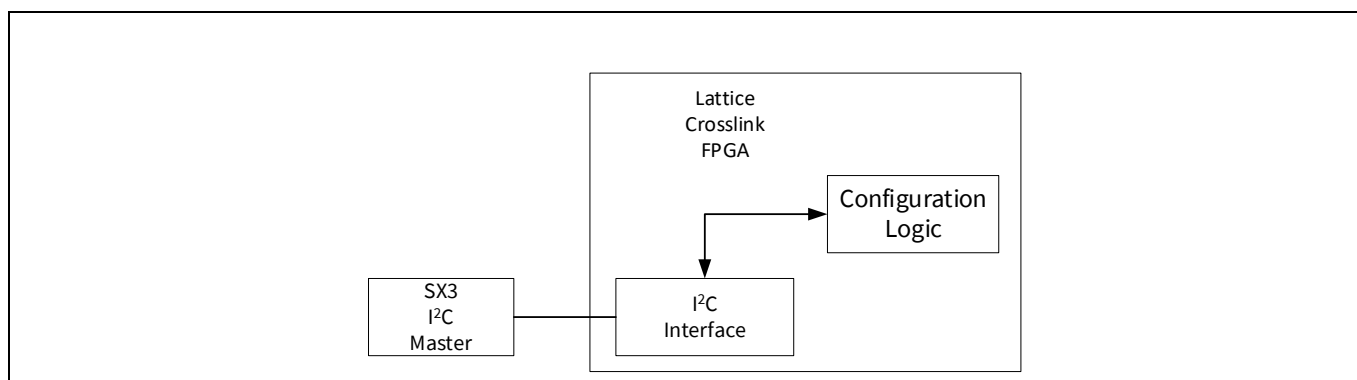 Lattice
Crosslink
FPGA
Configuration
Logic
SX3
I²C
Master
I²C
Interface